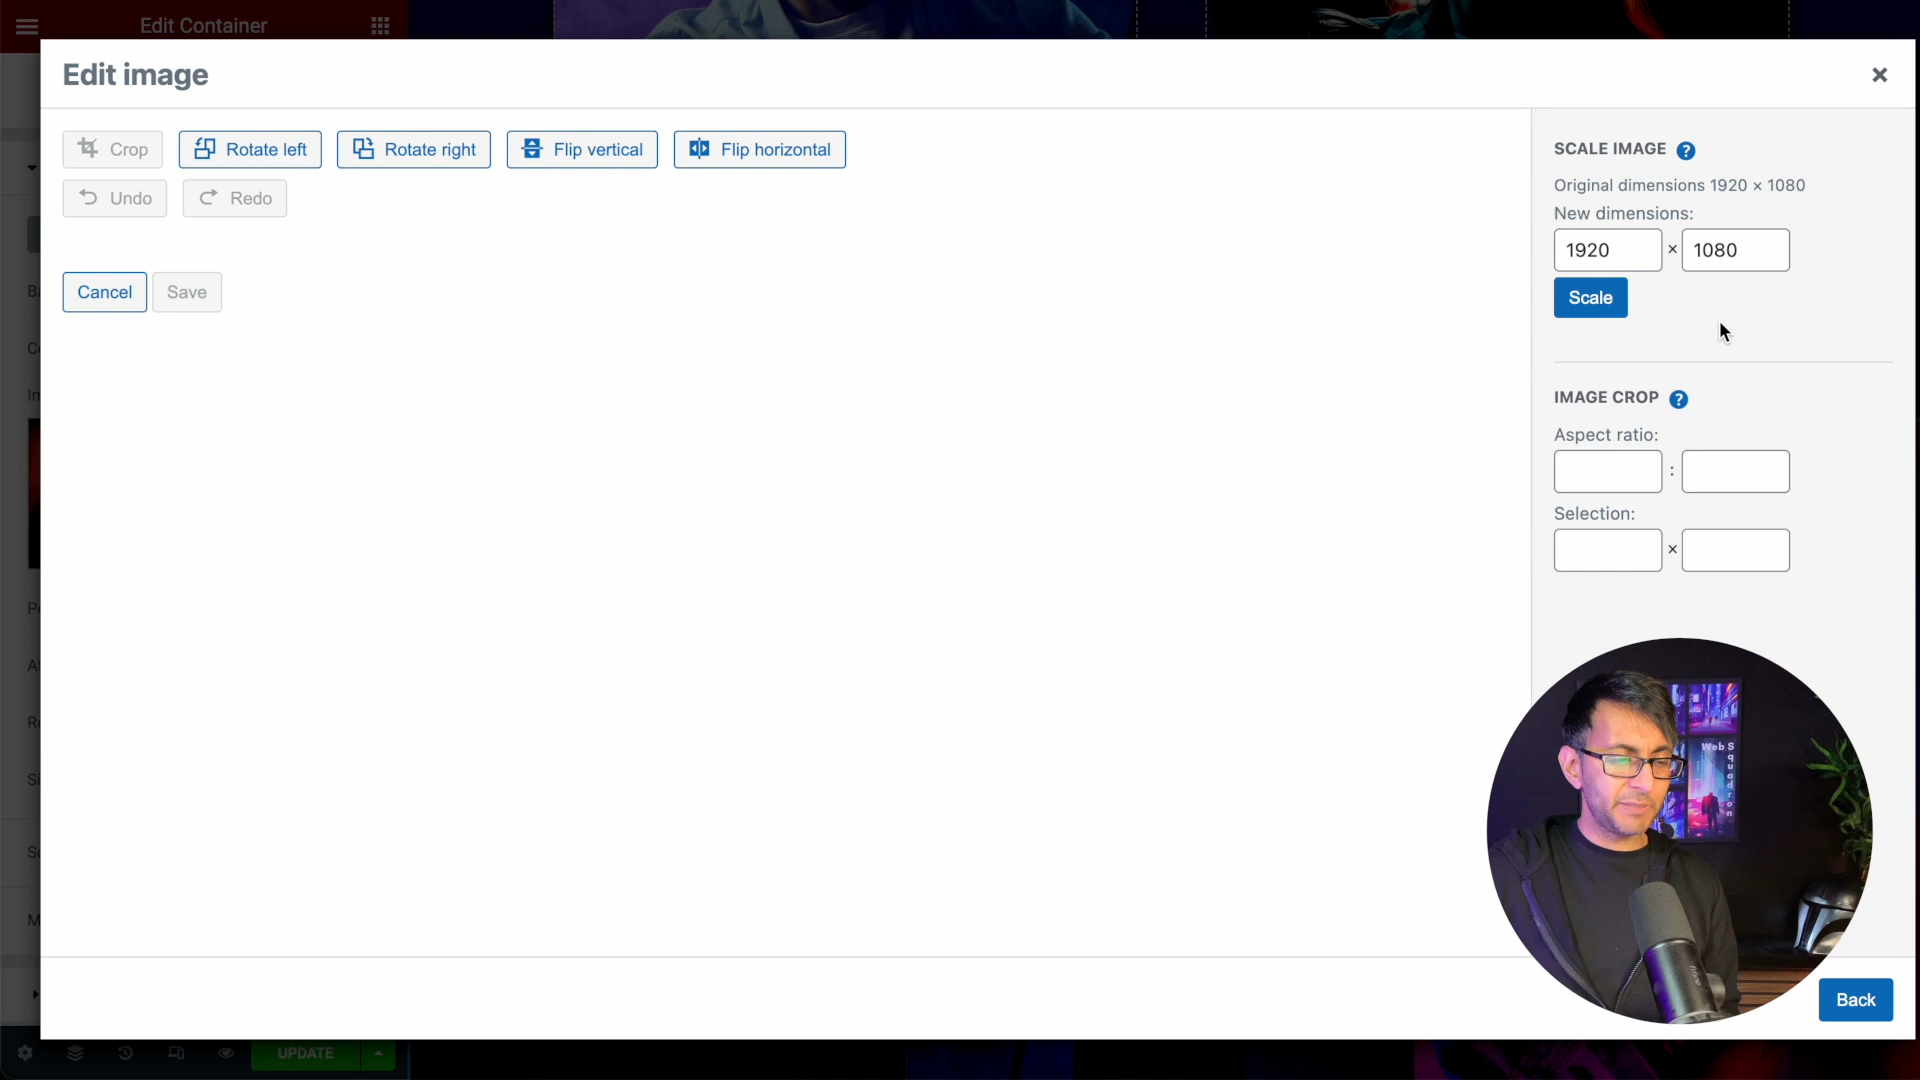 Edit Container
Edit image
×
Crop
Rotate left
Rotate right
Flip vertical
Flip horizontal
Undo
Redo
Cancel
Save
SCALE IMAGE ?
Original dimensions 1920 × 1080
New dimensions:
1920 × 1080
Scale
IMAGE CROP ?
Aspect ratio:
:
Selection:
×
Web S
q
u
a
d
r
o
n
Back
UPDATE